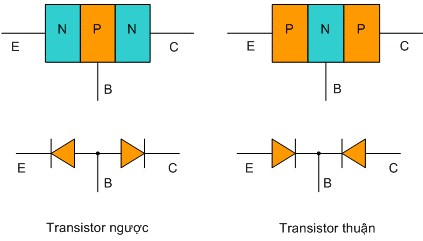 N P N
P N P
E C
E C
B
B
E C
E C
B
B
Transistor ngược
Transistor thuận